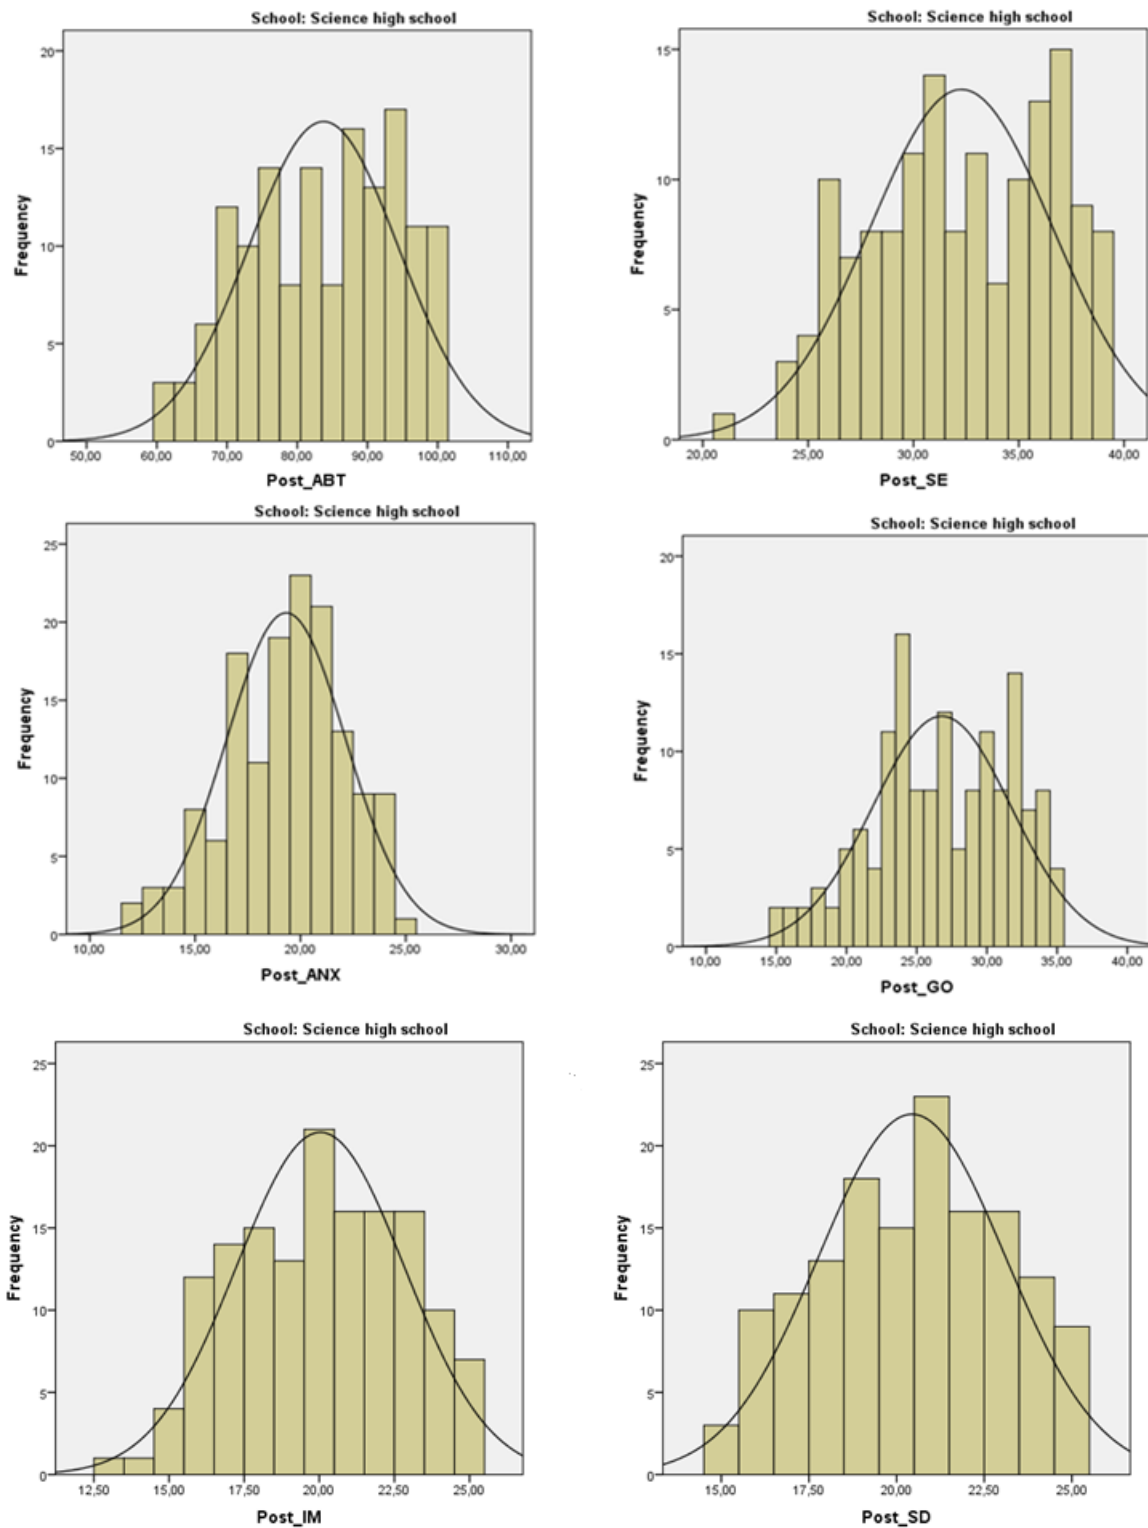 School: Science high school
20
15
10
5
0
Frequency
50,00 60,00 70,00 80,00 90,00 100,00 110,00
Post_ABT
School: Science high school
15
10
5
0
Frequency
20,00 25,00 30,00 35,00 40,00
Post_SE
School: Science high school
25
20
15
10
5
0
Frequency
10,00 15,00 20,00 25,00 30,00
Post_ANX
School: Science high school
20
15
10
5
0
Frequency
10,00 15,00 20,00 25,00 30,00 35,00 40,00
Post_GO
School: Science high school
25
20
15
10
5
0
Frequency
12,50 15,00 17,50 20,00 22,50 25,00
Post_IM
School: Science high school
25
20
15
10
5
0
Frequency
15,00 17,50 20,00 22,50 25,00
Post_SD